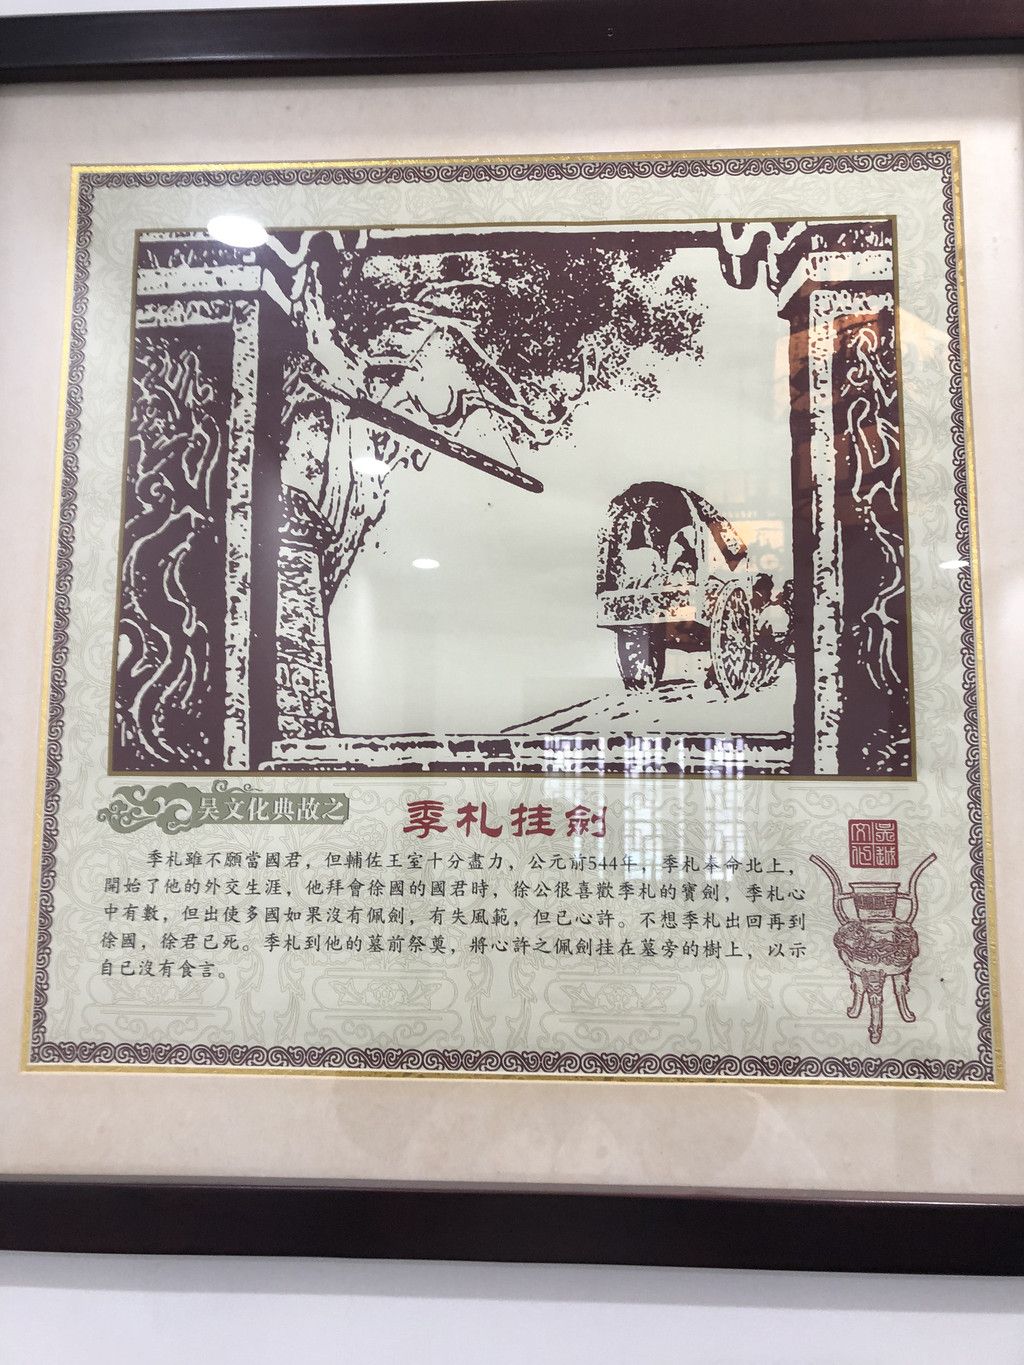 吴文化典故之
季札挂劍
季札雖不願當國君，但輔佐王室十分盡力，公元前544年，季札奉命北上，
開始了他的外交生涯，他拜會徐國的國君時，徐公很喜歡季札的寶劍，季札心
中有數，但出使多國如果沒有佩劍，有失風範，但已心許。不想季札出回再到
徐國，徐君已死。季札到他的墓前祭奠，將心許之佩劍挂在墓旁的樹上，以示
自已沒有食言。
吳越
文化